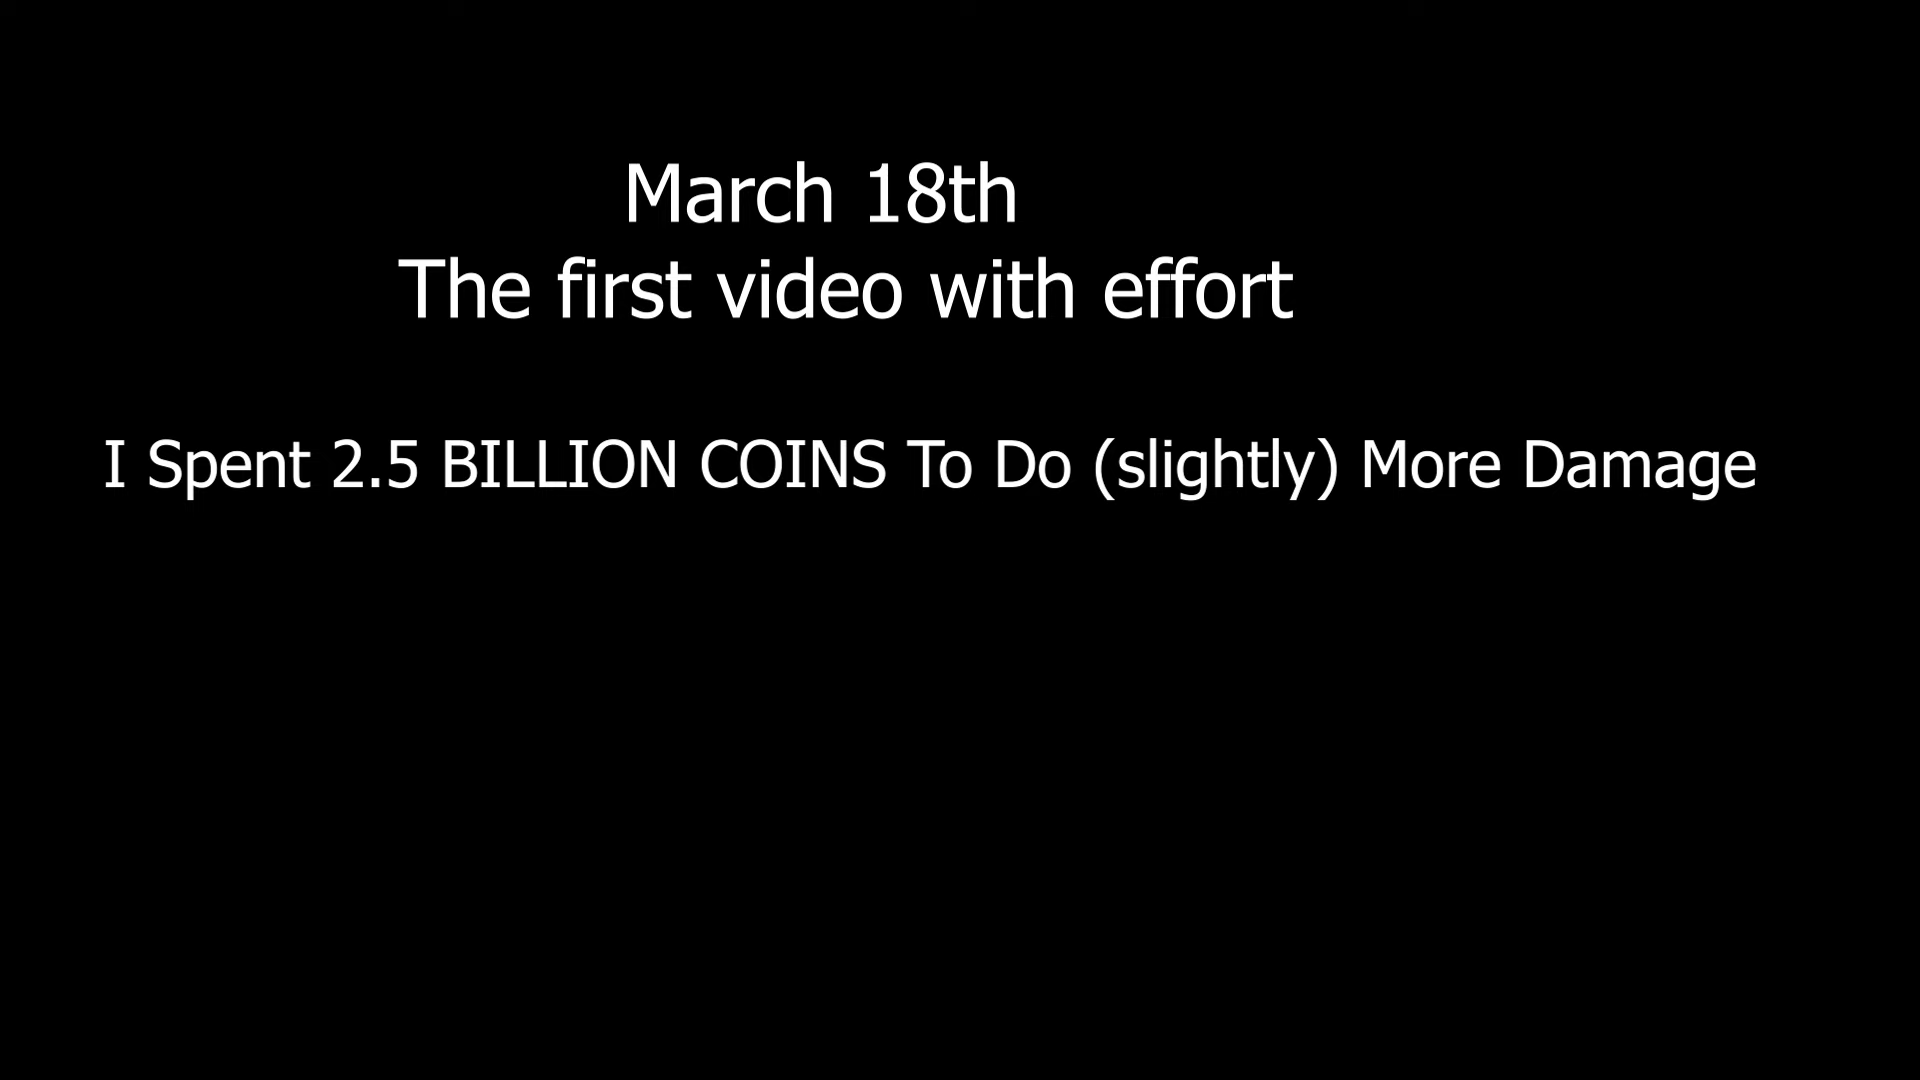 March 18th
The first video with effort
I Spent 2.5 BILLION COINS To Do (slightly) More Damage